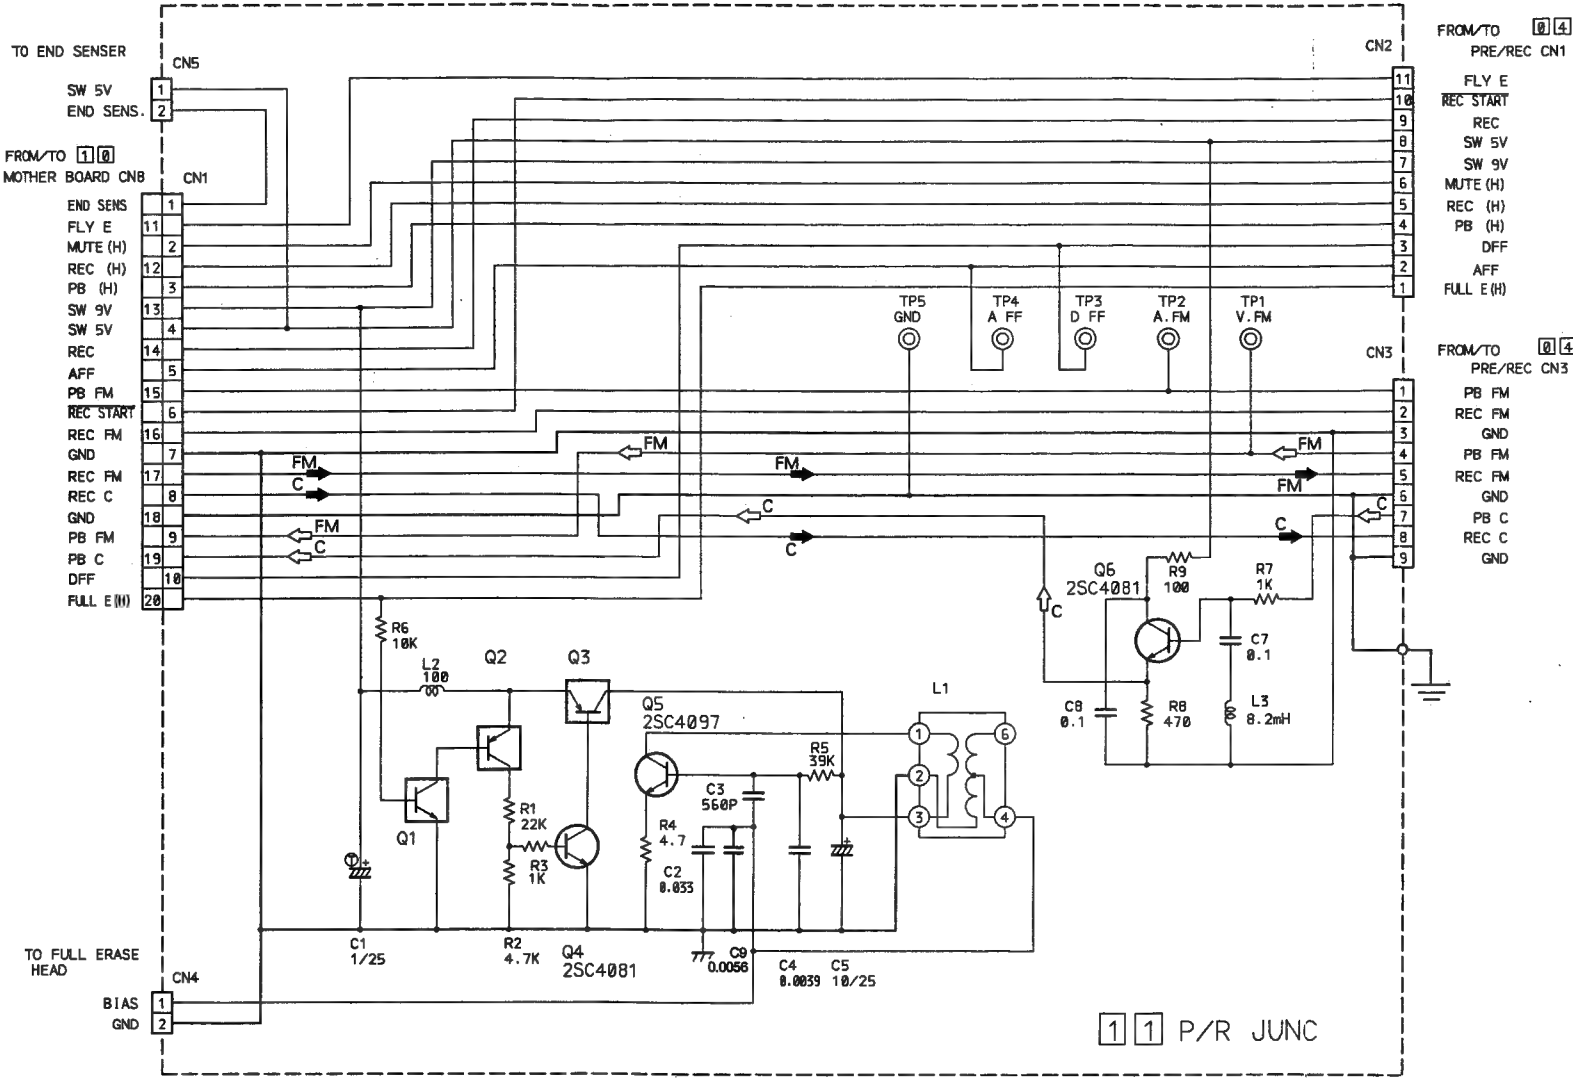 TO END SENSER
CN5
SW 5V 1
END SENS. 2
FROM/TO 1 0
MOTHER BOARD CN8
CN1
END SENS 1
FLY E 11
MUTE (H) 2
REC (H) 12
PB (H) 3
SW 9V 13
SW 5V 4
REC 14
AFF 5
PB FM 15
REC START 6
REC FM 16
GND 7
REC FM 17
REC C 8
GND 18
PB FM 9
PB C 19
DFF 10
FULL E (H) 20
FROM/TO 0 4
PRE/REC CN1
CN2
11 FLY E
10 REC START
9 REC
8 SW 5V
7 SW 9V
6 MUTE (H)
5 REC (H)
4 PB (H)
3 DFF
2 AFF
1 FULL E (H)
TP5
GND
TP4
A FF
TP3
D FF
TP2
A.FM
TP1
V.FM
CN3
FROM/TO 0 4
PRE/REC CN3
1 PB FM
2 REC FM
3 GND
4 PB FM
5 REC FM
6 GND
7 PB C
8 REC C
9 GND
FM
FM
FM
FM
FM
C
C
C
C
FM
C
C
C
R6
10K
L2
100
Q2
Q3
Q5
2SC4097
Q1
R1
22K
R3
1K
R4
4.7
C2
0.033
C3
560P
R5
39K
L1
1
2
3
6
4
Q6
2SC4081
R9
100
R7
1K
C7
0.1
C8
0.1
R8
470
L3
8.2mH
T
+
+
C1
1/25
R2
4.7K
Q4
2SC4081
C9
0.0056
C4
0.0039
C5
10/25
TO FULL ERASE
HEAD
CN4
BIAS 1
GND 2
1 1 P/R JUNC